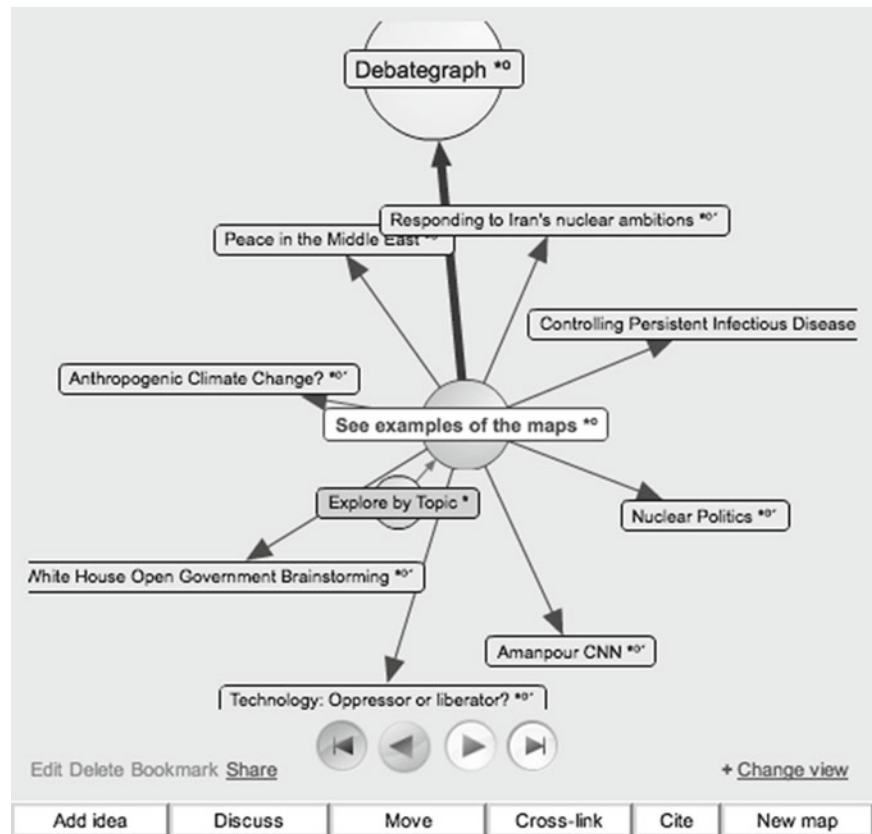 Debategraph *º
Responding to Iran's nuclear ambitions *º՛
Peace in the Middle East *º
Controlling Persistent Infectious Disease
Anthropogenic Climate Change? *º՛
See examples of the maps *º
Explore by Topic *
Nuclear Politics *º՛
White House Open Government Brainstorming *º՛
Amanpour CNN *º՛
Technology: Oppressor or liberator? *º՛
Edit Delete Bookmark Share
+ Change view
Add idea Discuss Move Cross-link Cite New map